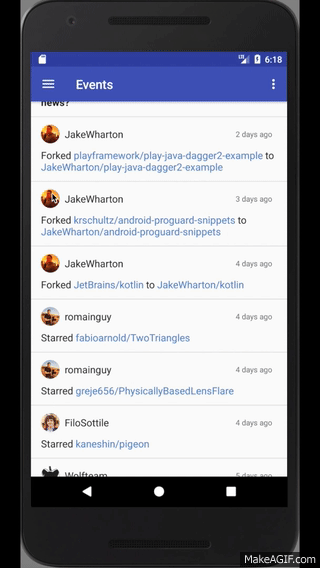 6:18
Events
news?
JakeWharton 2 days ago
Forked playframework/play-java-dagger2-example to
JakeWharton/play-java-dagger2-example
JakeWharton 3 days ago
Forked krschultz/android-proguard-snippets to
JakeWharton/android-proguard-snippets
JakeWharton 4 days ago
Forked JetBrains/kotlin to JakeWharton/kotlin
romainguy 4 days ago
Starred fabioarnold/TwoTriangles
romainguy 4 days ago
Starred greje656/PhysicallyBasedLensFlare
FiloSottile 4 days ago
Starred kaneshin/pigeon
Wolfteam 5 days ago
MakeAGIF.com